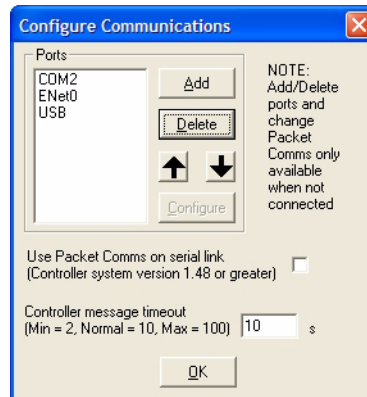 Configure Communications
Ports
COM2
ENet0
USB
Add
Delete
Configure
NOTE:
Add/Delete
ports and
change
Packet
Comms only
available
when not
connected
Use Packet Comms on serial link
(Controller system version 1.48 or greater)
Controller message timeout
(Min = 2, Normal = 10, Max = 100)
10
s
OK